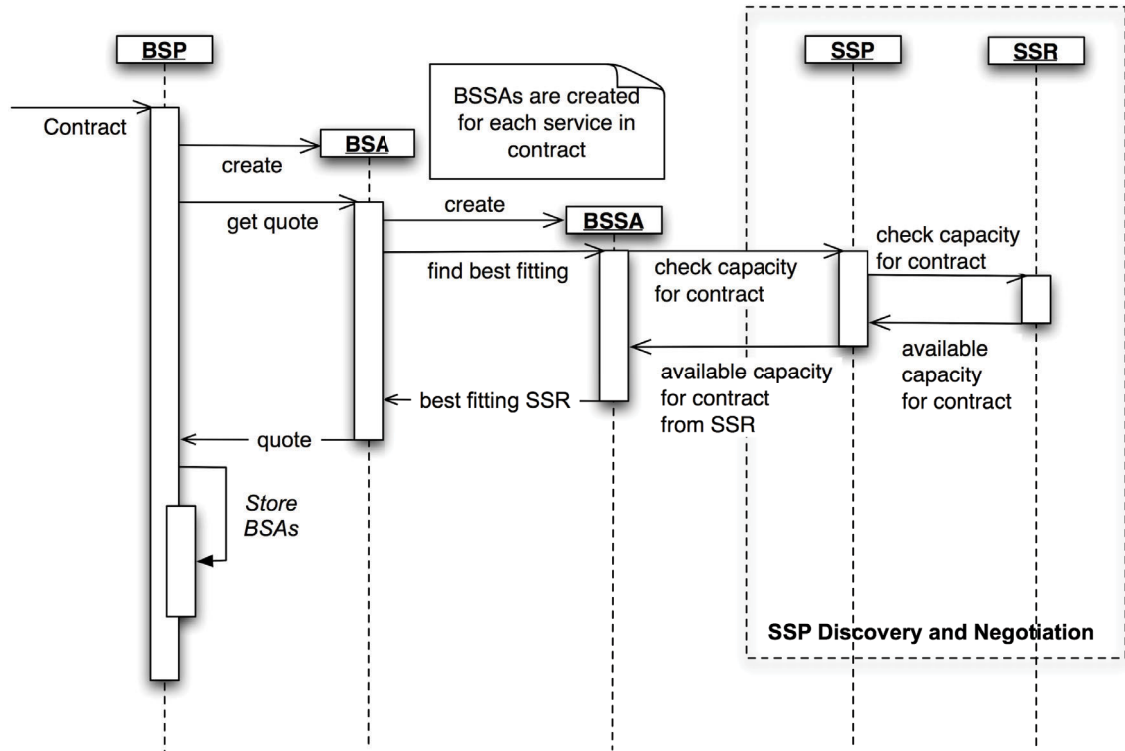 BSP
SSP
SSR
BSSAs are created
for each service in
contract
Contract
BSA
create
get quote
create
BSSA
find best fitting
check capacity
for contract
check capacity
for contract
available capacity
for contract
from SSR
available
capacity
for contract
best fitting SSR
quote
Store
BSAs
SSP Discovery and Negotiation